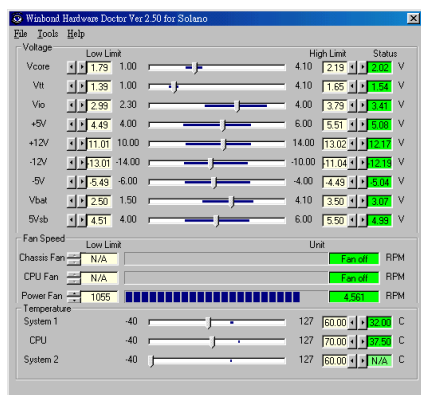 Winbond Hardware Doctor Ver 2.50 for Solano
File Tools Help
Voltage
Low Limit High Limit Status
Vcore 1.79 1.00 4.10 2.19 2.02 V
Vtt 1.39 1.00 4.10 1.65 1.54 V
Vio 2.99 2.30 4.00 3.79 3.41 V
+5V 4.49 4.00 6.00 5.51 5.08 V
+12V 11.01 10.00 14.00 13.02 12.17 V
-12V -13.01 -14.00 -10.00 -11.04 -12.19 V
-5V -5.49 -6.00 -4.00 -4.49 -5.04 V
Vbat 2.50 1.50 4.10 3.50 3.07 V
5Vsb 4.51 4.00 6.00 5.50 4.99 V
Fan Speed
Low Limit Unit
Chassis Fan N/A Fan off RPM
CPU Fan N/A Fan off RPM
Power Fan 1055 4,561 RPM
Temperature
System 1 -40 127 60.00 32.00 C
CPU -40 127 70.00 37.50 C
System 2 -40 127 60.00 N/A C